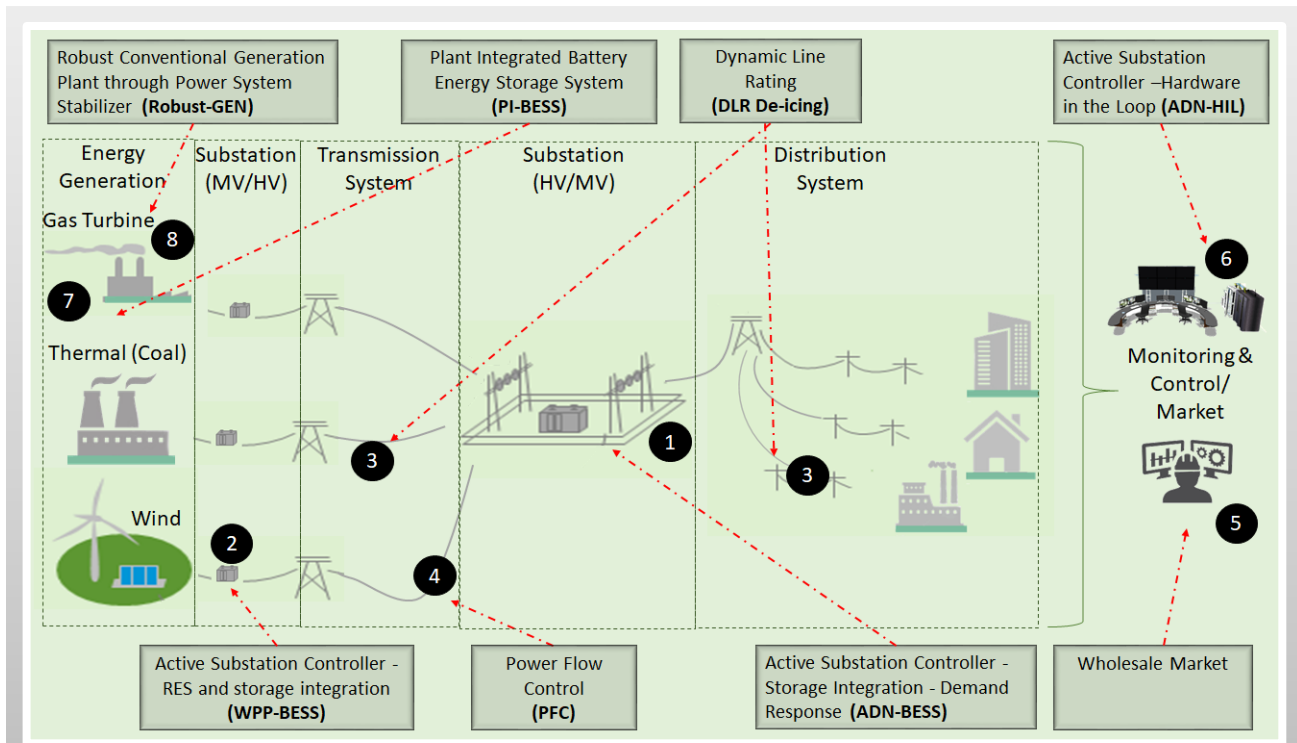 Robust Conventional Generation
Plant through Power System
Stabilizer (Robust-GEN)
Plant Integrated Battery
Energy Storage System
(PI-BESS)
Dynamic Line
Rating
(DLR De-icing)
Active Substation
Controller –Hardware
in the Loop (ADN-HIL)
Energy
Generation
Substation
(MV/HV)
Transmission
System
Substation
(HV/MV)
Distribution
System
Gas Turbine
8
7
6
Thermal (Coal)
Monitoring &
Control/
Market
3
1
3
5
Wind
2
4
Active Substation Controller -
RES and storage integration
(WPP-BESS)
Power Flow
Control
(PFC)
Active Substation Controller -
Storage Integration - Demand
Response (ADN-BESS)
Wholesale Market